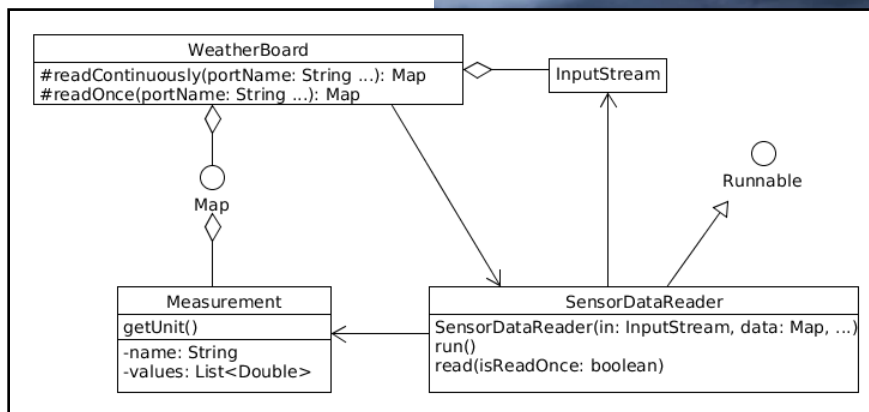 WeatherBoard
#readContinuously(portName: String ...): Map
#readOnce(portName: String ...): Map
InputStream
Runnable
Map
Measurement
getUnit()
-name: String
-values: List<Double>
SensorDataReader
SensorDataReader(in: InputStream, data: Map, ...)
run()
read(isReadOnce: boolean)